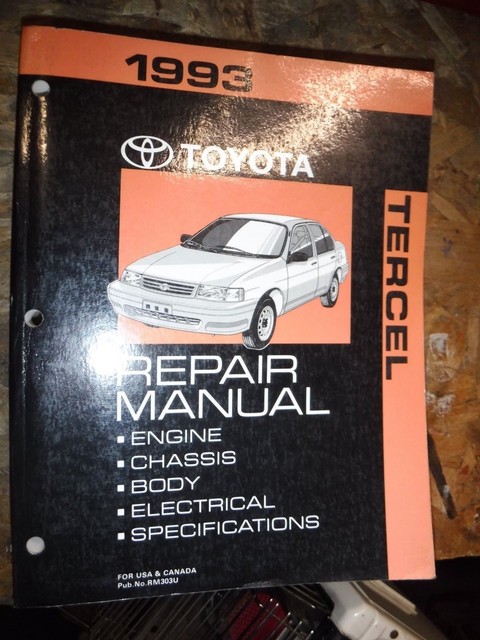 1993
TOYOTA
TERCEL
REPAIR
MANUAL
▪ ENGINE
▪ CHASSIS
▪ BODY
▪ ELECTRICAL
▪ SPECIFICATIONS
FOR USA & CANADA
Pub.No.RM303U